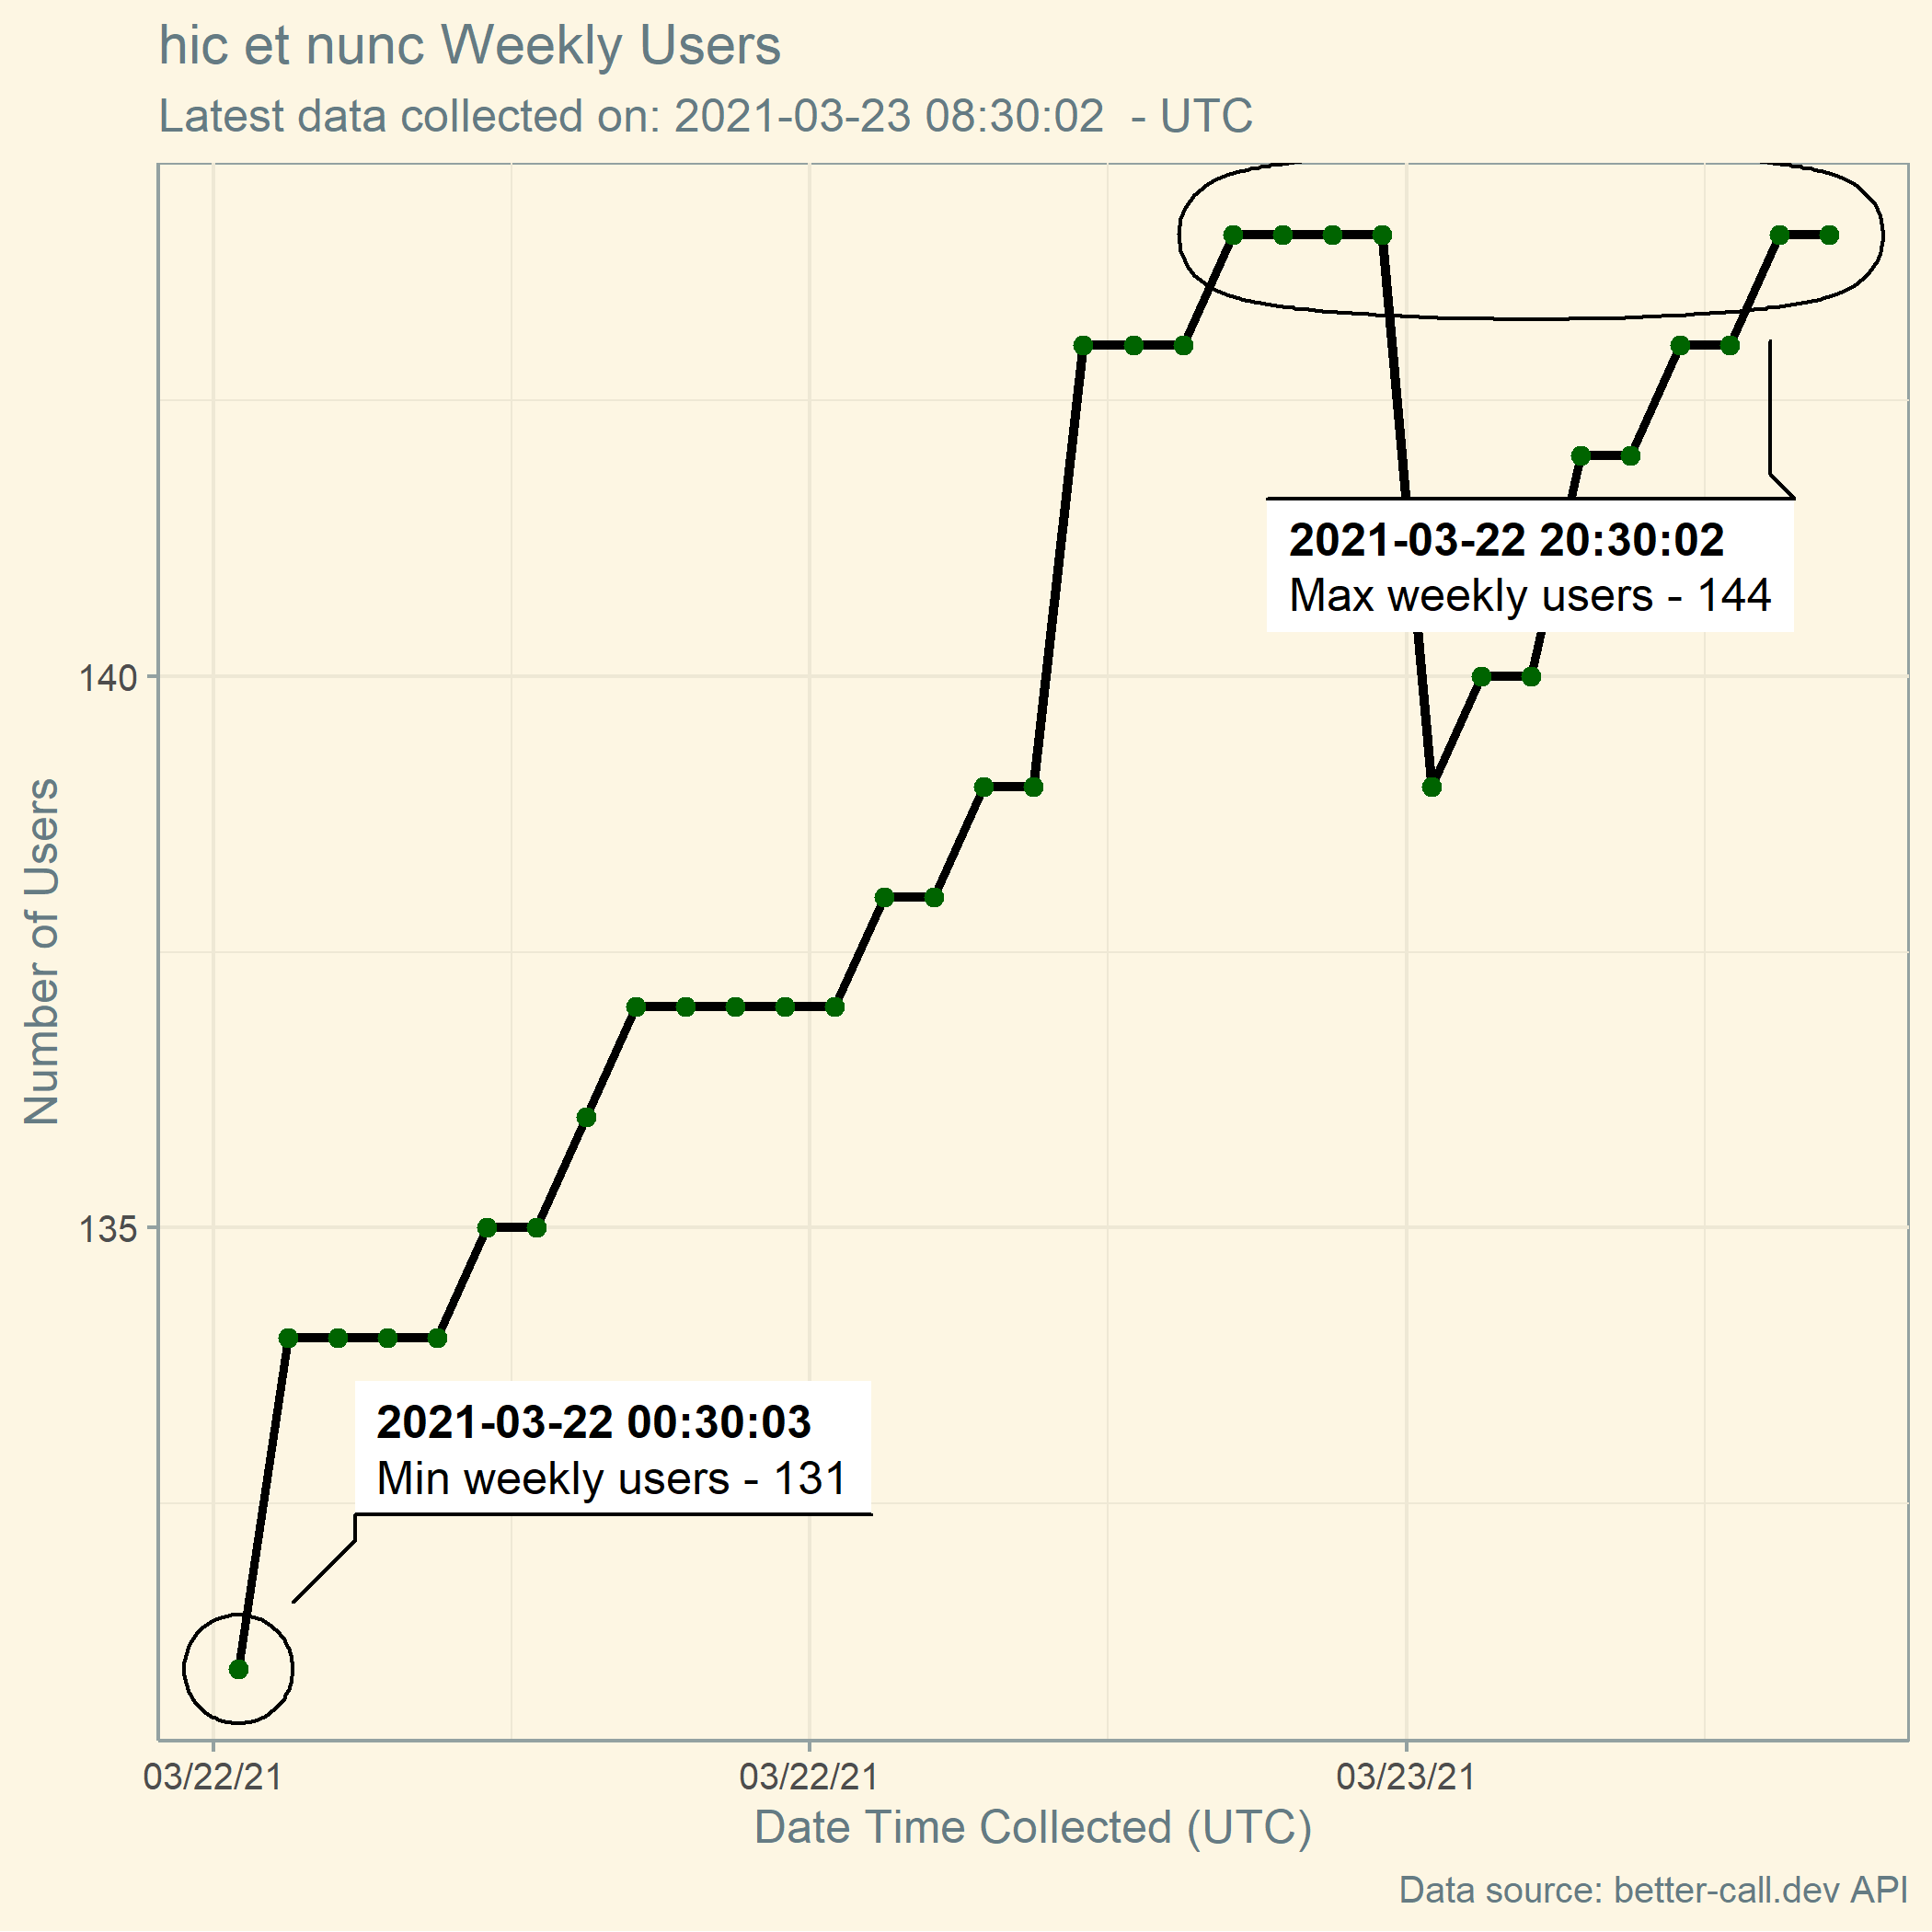 hic et nunc Weekly Users
Latest data collected on: 2021-03-23 08:30:02  - UTC
2021-03-22 20:30:02
Max weekly users - 144
140
Number of Users
135
2021-03-22 00:30:03
Min weekly users - 131
03/22/21
03/22/21
03/23/21
Date Time Collected (UTC)
Data source: better-call.dev API